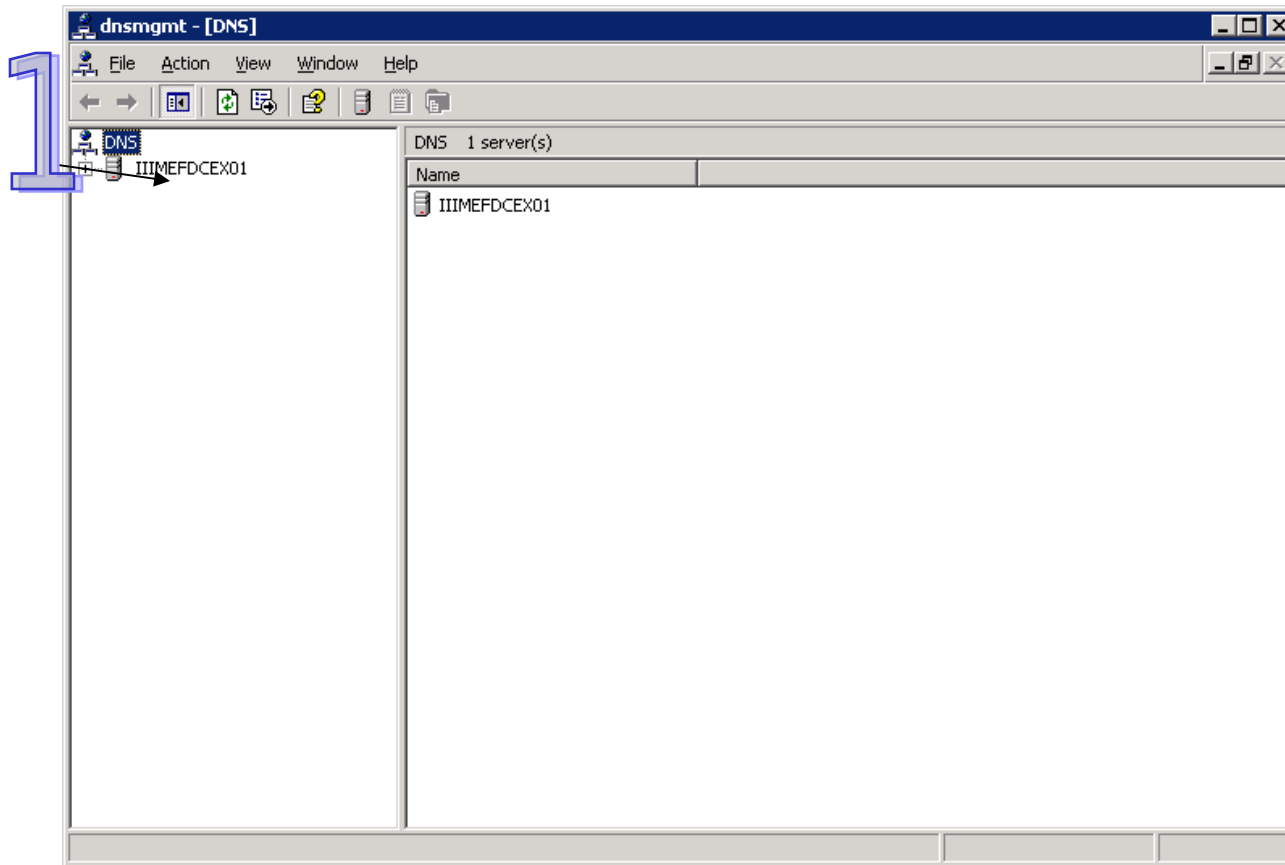 dnsmgmt - [DNS]
1
File Action View Window Help
DNS
IIIMEFDCEX01
DNS 1 server(s)
Name
IIIMEFDCEX01